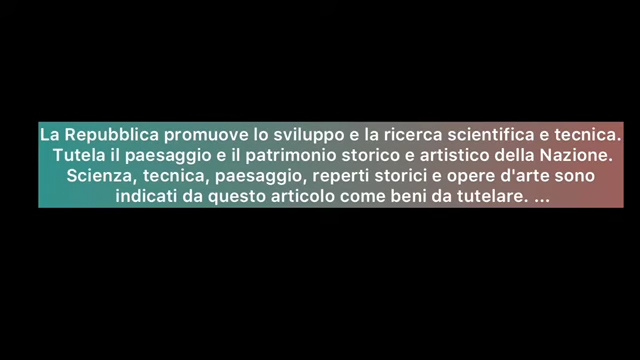 La Repubblica promuove lo sviluppo e la ricerca scientifica e tecnica.
Tutela il paesaggio e il patrimonio storico e artistico della Nazione.
Scienza, tecnica, paesaggio, reperti storici e opere d'arte sono
indicati da questo articolo come beni da tutelare. ...